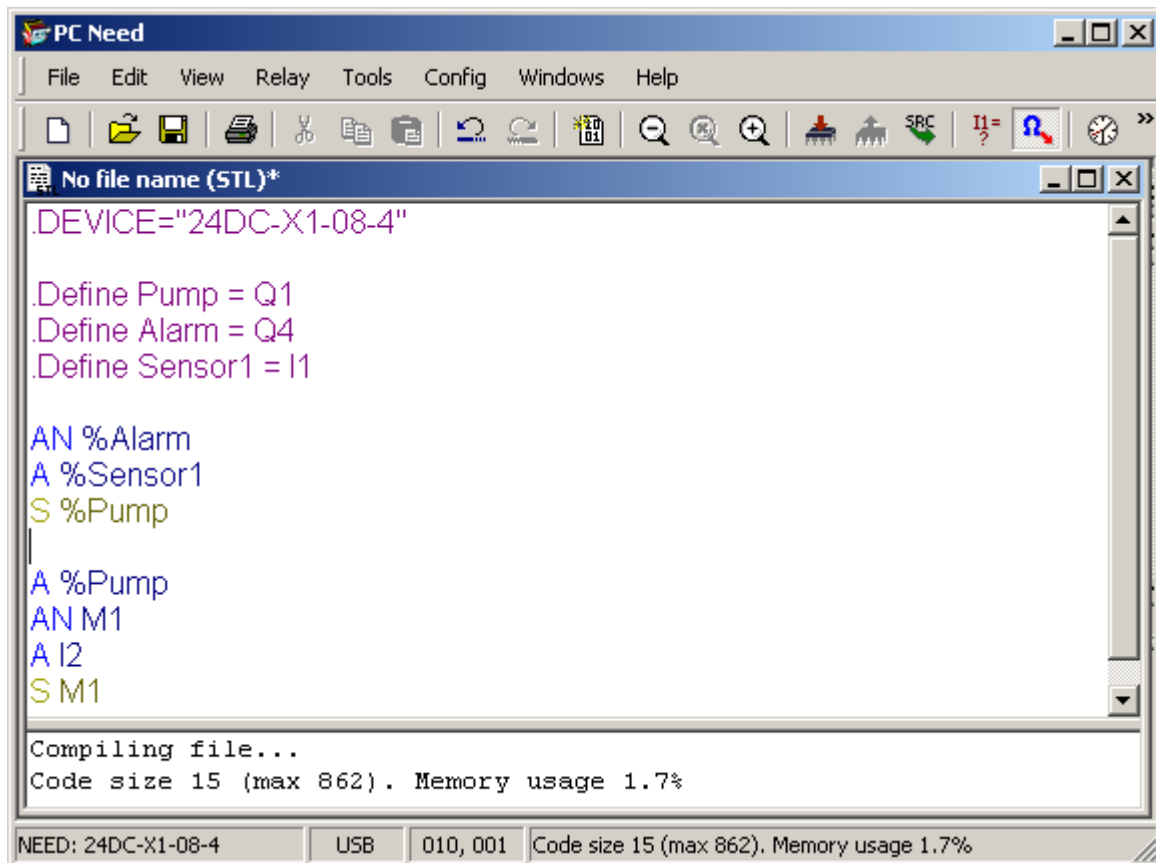 PC Need
File Edit View Relay Tools Config Windows Help
SRC I1= ?
No file name (STL)*
.DEVICE="24DC-X1-08-4"
.Define Pump = Q1
.Define Alarm = Q4
.Define Sensor1 = I1
AN %Alarm
A %Sensor1
S %Pump
A %Pump
AN M1
A I2
S M1
Compiling file...
Code size 15 (max 862). Memory usage 1.7%
NEED: 24DC-X1-08-4 USB 010, 001 Code size 15 (max 862). Memory usage 1.7%